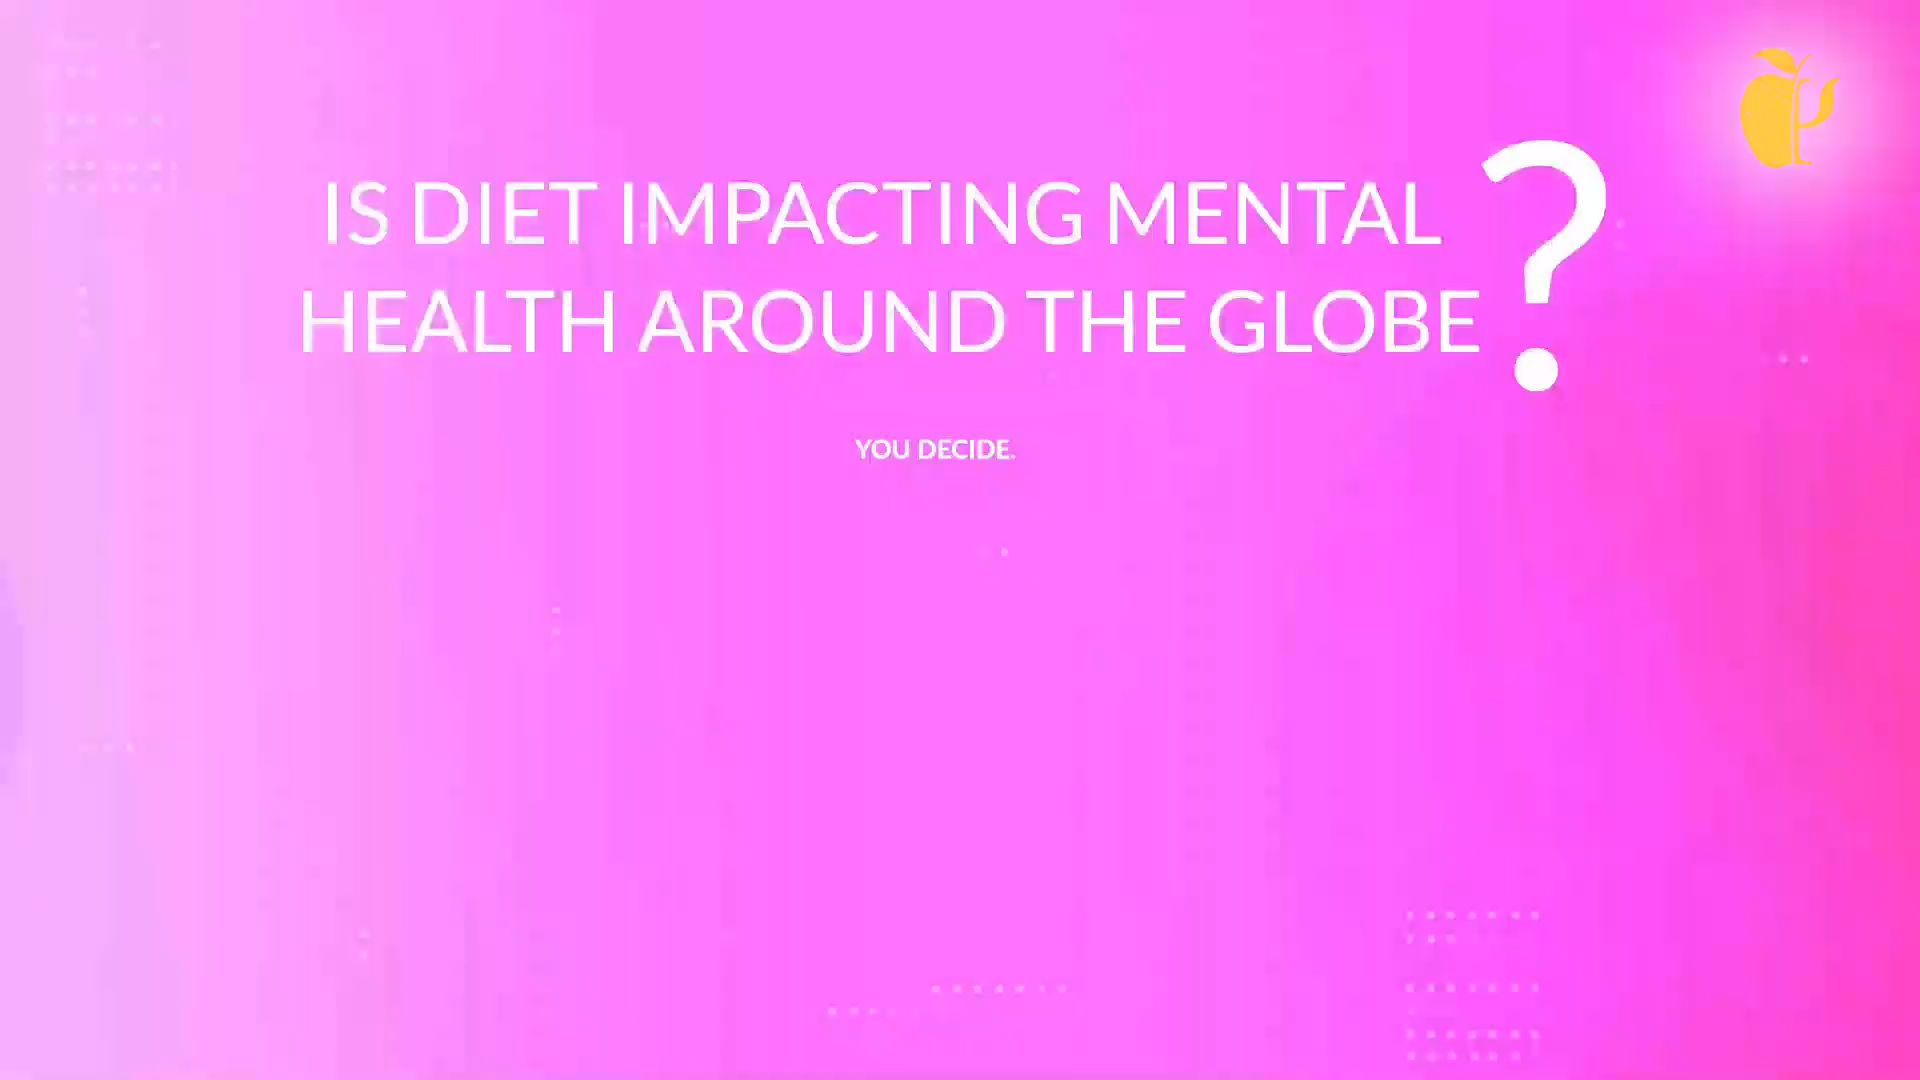 IS DIET IMPACTING MENTAL
HEALTH AROUND THE GLOBE?
YOU DECIDE.